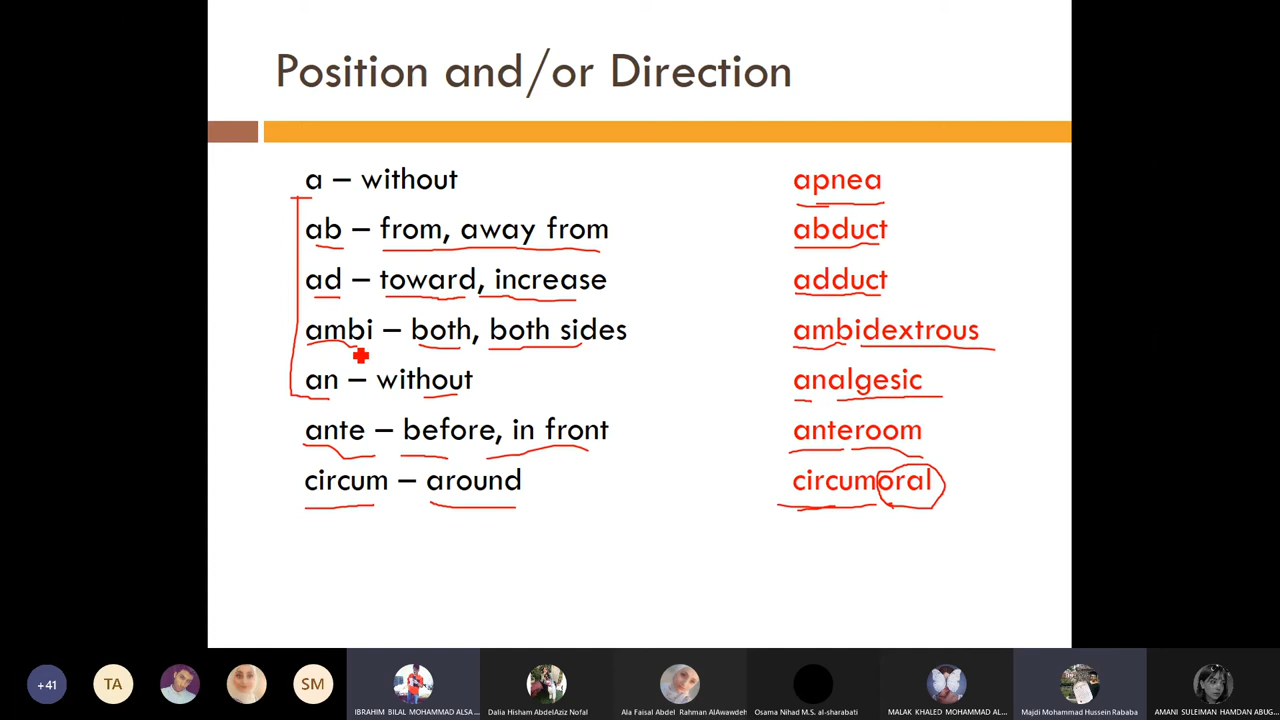 Position and/or Direction
a – without apnea
ab – from, away from abduct
ad – toward, increase adduct
ambi – both, both sides ambidextrous
an – without analgesic
ante – before, in front anteroom
circum – around circumoral
+41 TA SM
IBRAHIM BILAL MOHAMMAD ALSA... Dalia Hisham AbdelAziz Nofal Ala Faisal Abdel Rahman AlAwawdeh Osama Nihad M.S. al-sharabati MALAK KHALED MOHAMMAD AL... Majdi Mohammad Hussein Rababa AMANI SULEIMAN HAMDAN ABUG...